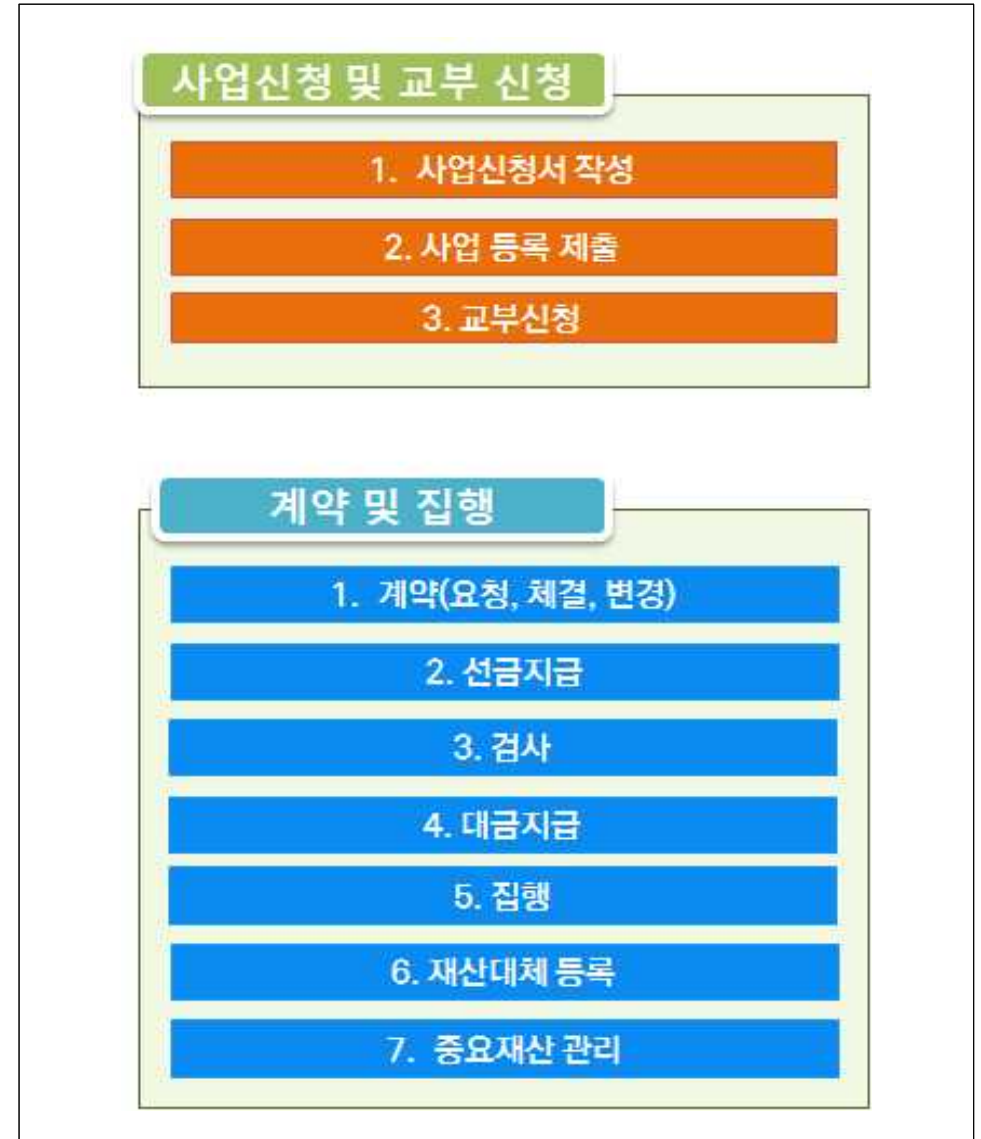 사업신청 및 교부 신청
1. 사업신청서 작성
2. 사업 등록 제출
3. 교부신청
계약 및 집행
1. 계약(요청, 체결, 변경)
2. 선금지급
3. 검사
4. 대금지급
5. 집행
6. 재산대체 등록
7. 중요재산 관리